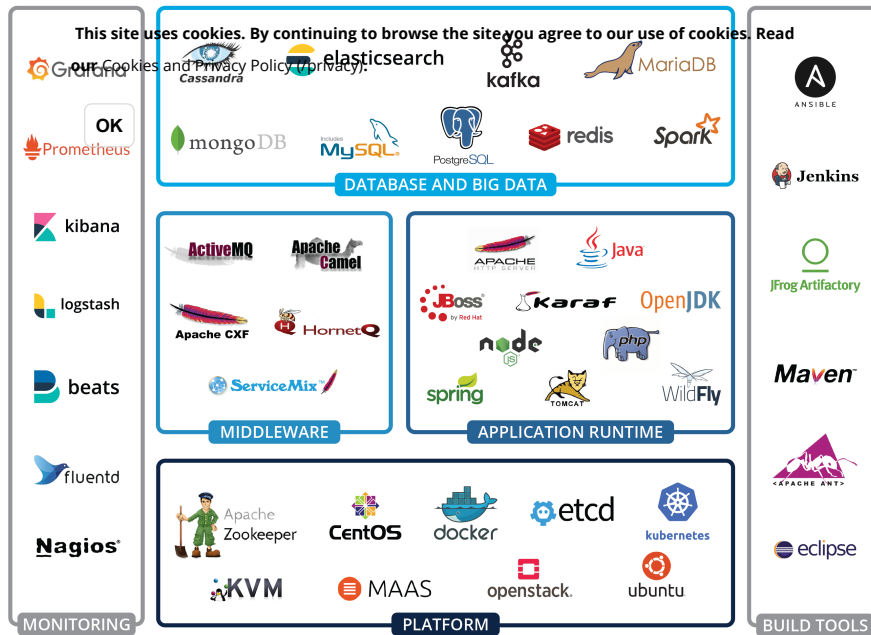 This site uses cookies. By continuing to browse the site you agree to our use of cookies. Read
our Cookies and Privacy Policy (/privacy).
OK
Grafana
Prometheus
kibana
logstash
beats
fluentd
Nagios®
MONITORING
Cassandra
elasticsearch
kafka
MariaDB
mongoDB
Includes
MySQL®
PostgreSQL
redis
Spark
DATABASE AND BIG DATA
ActiveMQ
Apache
Camel
Apache CXF
HornetQ
ServiceMix™
MIDDLEWARE
APACHE
HTTP SERVER
Java
JBoss®
by Red Hat
Karaf
OpenJDK
node
JS
php
spring
TOMCAT
WildFly
APPLICATION RUNTIME
Apache
Zookeeper
CentOS
docker
etcd
kubernetes
KVM
MAAS
openstack.
ubuntu
PLATFORM
ANSIBLE
Jenkins
JFrog Artifactory
Maven™
<APACHE ANT>
eclipse
BUILD TOOLS